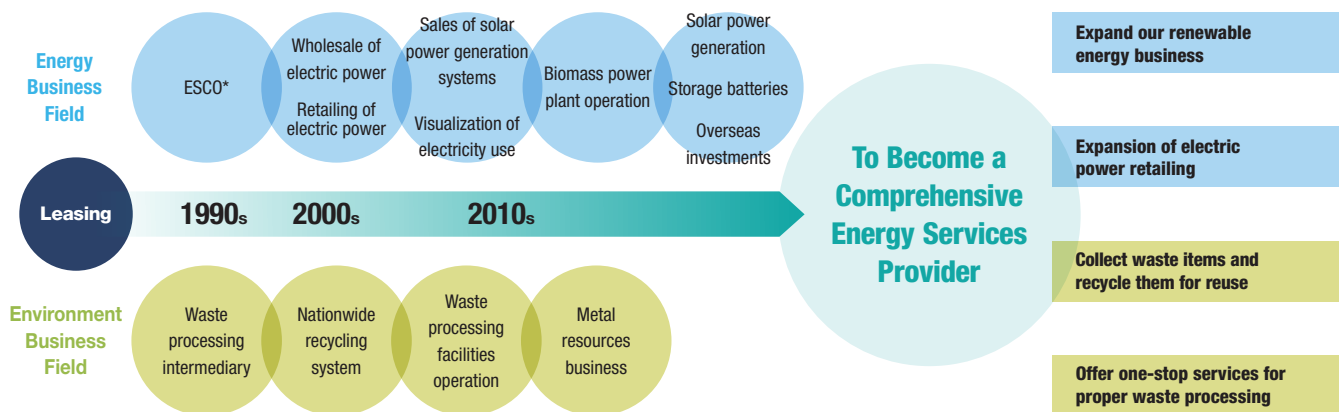 Energy
Business
Field
ESCO*
Wholesale of
electric power
Retailing of
electric power
Sales of solar
power generation
systems
Visualization of
electricity use
Biomass power
plant operation
Solar power
generation
Storage batteries
Overseas
investments
Leasing
1990s
2000s
2010s
To Become a
Comprehensive
Energy Services
Provider
Environment
Business
Field
Waste
processing
intermediary
Nationwide
recycling
system
Waste
processing
facilities
operation
Metal
resources
business
Expand our renewable
energy business
Expansion of electric
power retailing
Collect waste items and
recycle them for reuse
Offer one-stop services for
proper waste processing